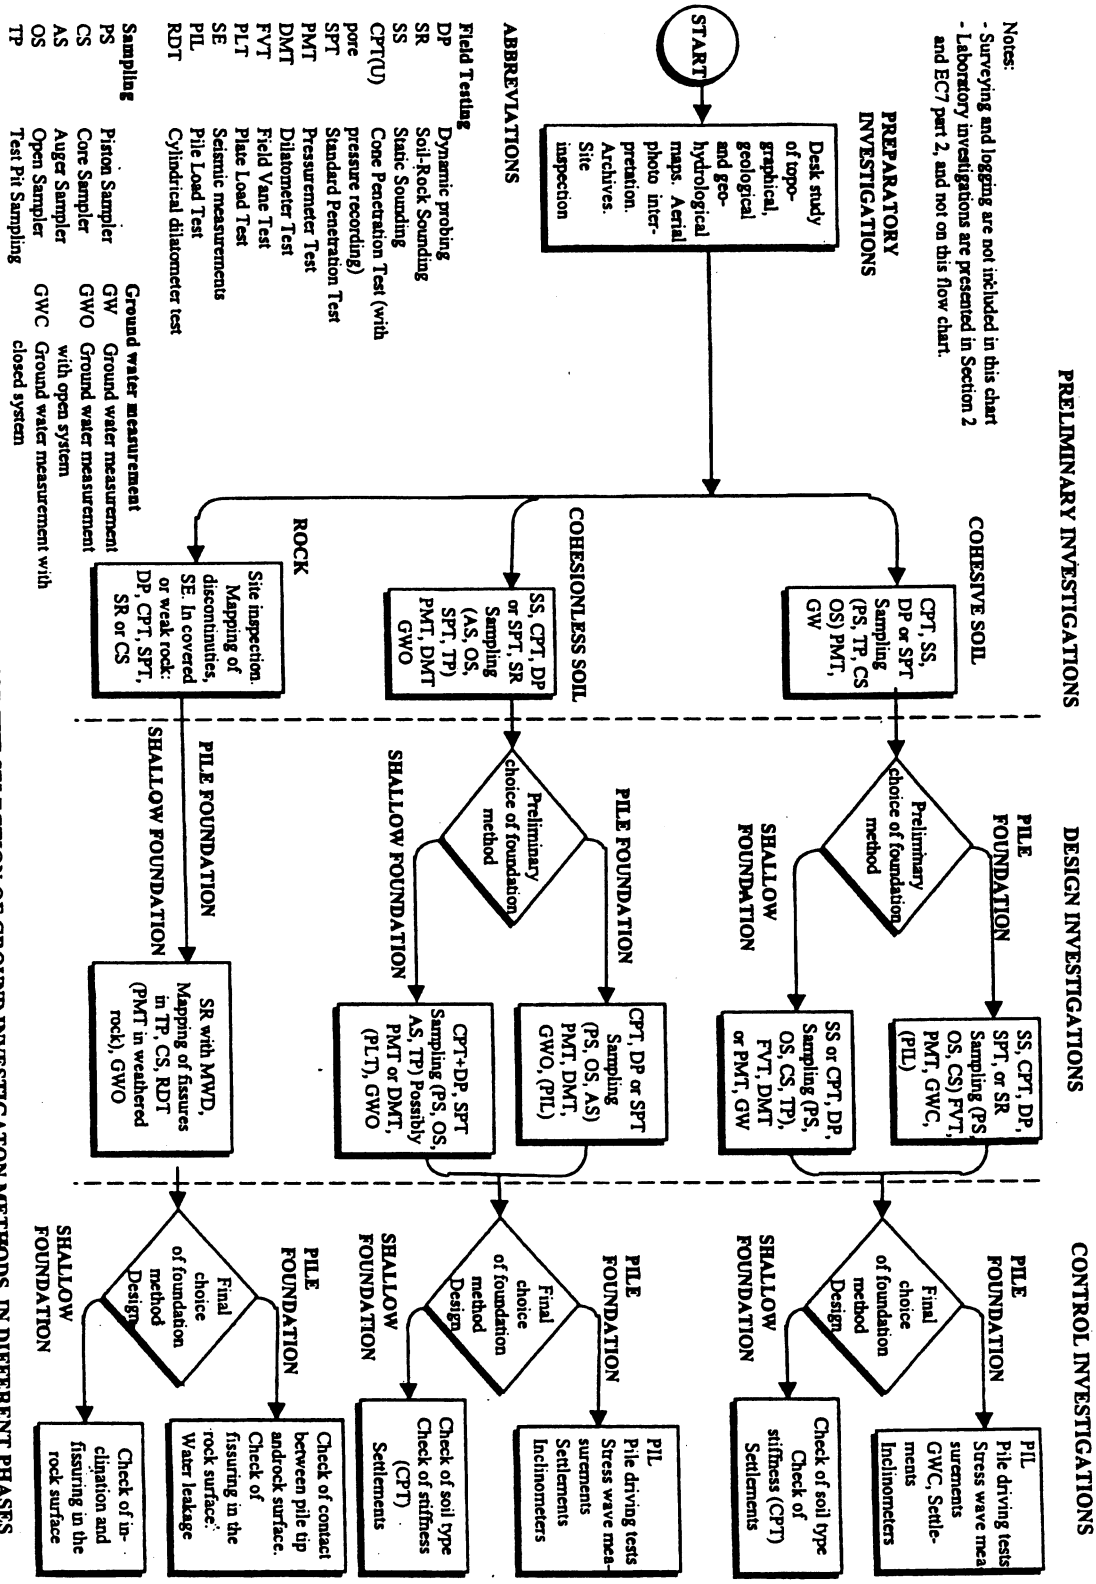 PRELIMINARY INVESTIGATIONS
DESIGN INVESTIGATIONS
CONTROL INVESTIGATIONS
Notes:
- Surveying and logging are not included in this chart
- Laboratory investigations are presented in Section 2
and EC7 part 2, and not on this flow chart.
START
PREPARATORY
INVESTIGATIONS
Desk study
of topo-
graphical,
geological
and geo-
hydrological
maps. Aerial
photo inter-
pretation.
Archives.
Site
inspection
COHESIVE SOIL
CPT, SS,
DP or SPT
Sampling
(PS, TP, CS
OS) PMT,
GW
Preliminary
choice of foundation
method
PILE
FOUNDATION
SS, CPT, DP,
SPT, or SR
Sampling (PS,
OS, CS) FVT,
PMT, GWC,
(PIL)
SHALLOW
FOUNDATION
SS or CPT, DP,
Sampling (PS,
OS, CS, TP),
FVT, DMT
or PMT, GW
Final
choice
of foundation
method
Design
PILE
FOUNDATION
PIL
Pile driving tests
Stress wave mea-
surements
GWC, Settle-
ments
Inclinometers
SHALLOW
FOUNDATION
Check of soil type
Check of
stiffness (CPT)
Settlements
COHESIONLESS SOIL
SS, CPT, DP
or SPT, SR
Sampling
(AS, OS,
SPT, TP)
PMT, DMT
GWO
Preliminary
choice of foundation
method
PILE FOUNDATION
CPT, DP or SPT
Sampling
(PS, OS, AS)
PMT, DMT,
GWO, (PIL)
SHALLOW FOUNDATION
CPT+DP, SPT
Sampling (PS, OS,
AS, TP) Possibly
PMT or DMT,
(PLT), GWO
Final
choice
of foundation
method
Design
PILE
FOUNDATION
PIL
Pile driving tests
Stress wave mea-
surements
Settlements
Inclinometers
SHALLOW
FOUNDATION
Check of soil type
Check of stiffness
(CPT)
Settlements
ROCK
Site inspection.
Mapping of
discontinuties,
SE. In covered
or weak rock:
DP, CPT, SPT,
SR or CS
PILE FOUNDATION
SHALLOW FOUNDATION
SR with MWD,
Mapping of fissures
in TP, CS, RDT
(PMT in weathered
rock), GWO
Final
choice
of foundation
method
Design
PILE
FOUNDATION
Check of contact
between pile tip
androck surface.
Check of
fissuring in the
rock surface.
Water leakage
SHALLOW
FOUNDATION
Check of in-
clination and
fissuring in the
rock surface
ABBREVIATIONS
Field Testing
DP Dynamic probing
SR Soil-Rock Sounding
SS Static Sounding
CPT(U) Cone Penetration Test (with
pore pressure recording)
SPT Standard Penetration Test
PMT Pressuremeter Test
DMT Dilatometer Test
FVT Field Vane Test
PLT Plate Load Test
SE Seismic measurements
PIL Pile Load Test
RDT Cylindrical dilatometer test
Sampling
PS Piston Sampler
CS Core Sampler
AS Auger Sampler
OS Open Sampler
TP Test Pit Sampling
Ground water measurement
GW Ground water measurement
GWO Ground water measurement
with open system
GWC Ground water measurement with
closed system
SELECTION OF GROUND INVESTIGATON METHODS IN DIFFERENT PHASES